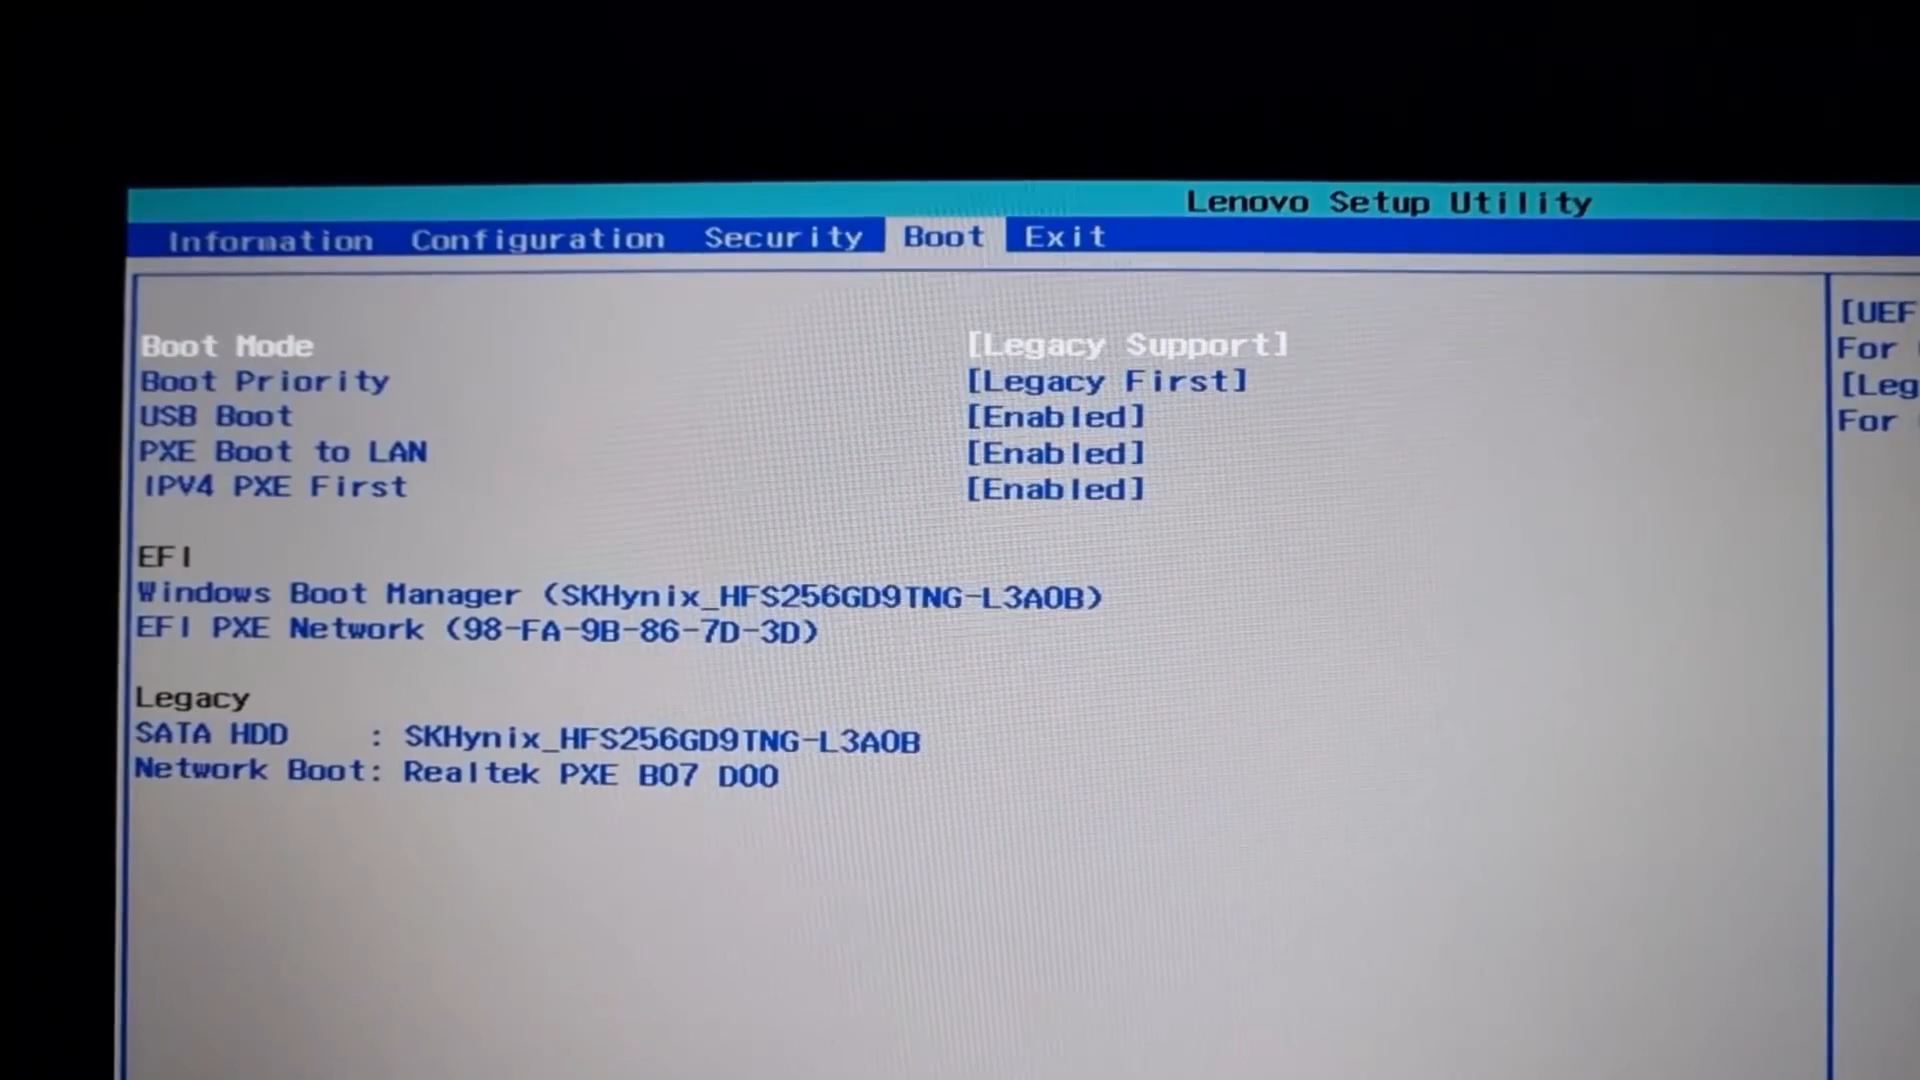 Lenovo Setup Utility
Information Configuration Security Boot Exit
Boot Mode [Legacy Support]
Boot Priority [Legacy First]
USB Boot [Enabled]
PXE Boot to LAN [Enabled]
IPV4 PXE First [Enabled]
EFI
Windows Boot Manager (SKHynix_HFS256GD9TNG-L3A0B)
EFI PXE Network (98-FA-9B-86-7D-3D)
Legacy
SATA HDD : SKHynix_HFS256GD9TNG-L3A0B
Network Boot: Realtek PXE B07 D00
[UEF
For
[Leg
For